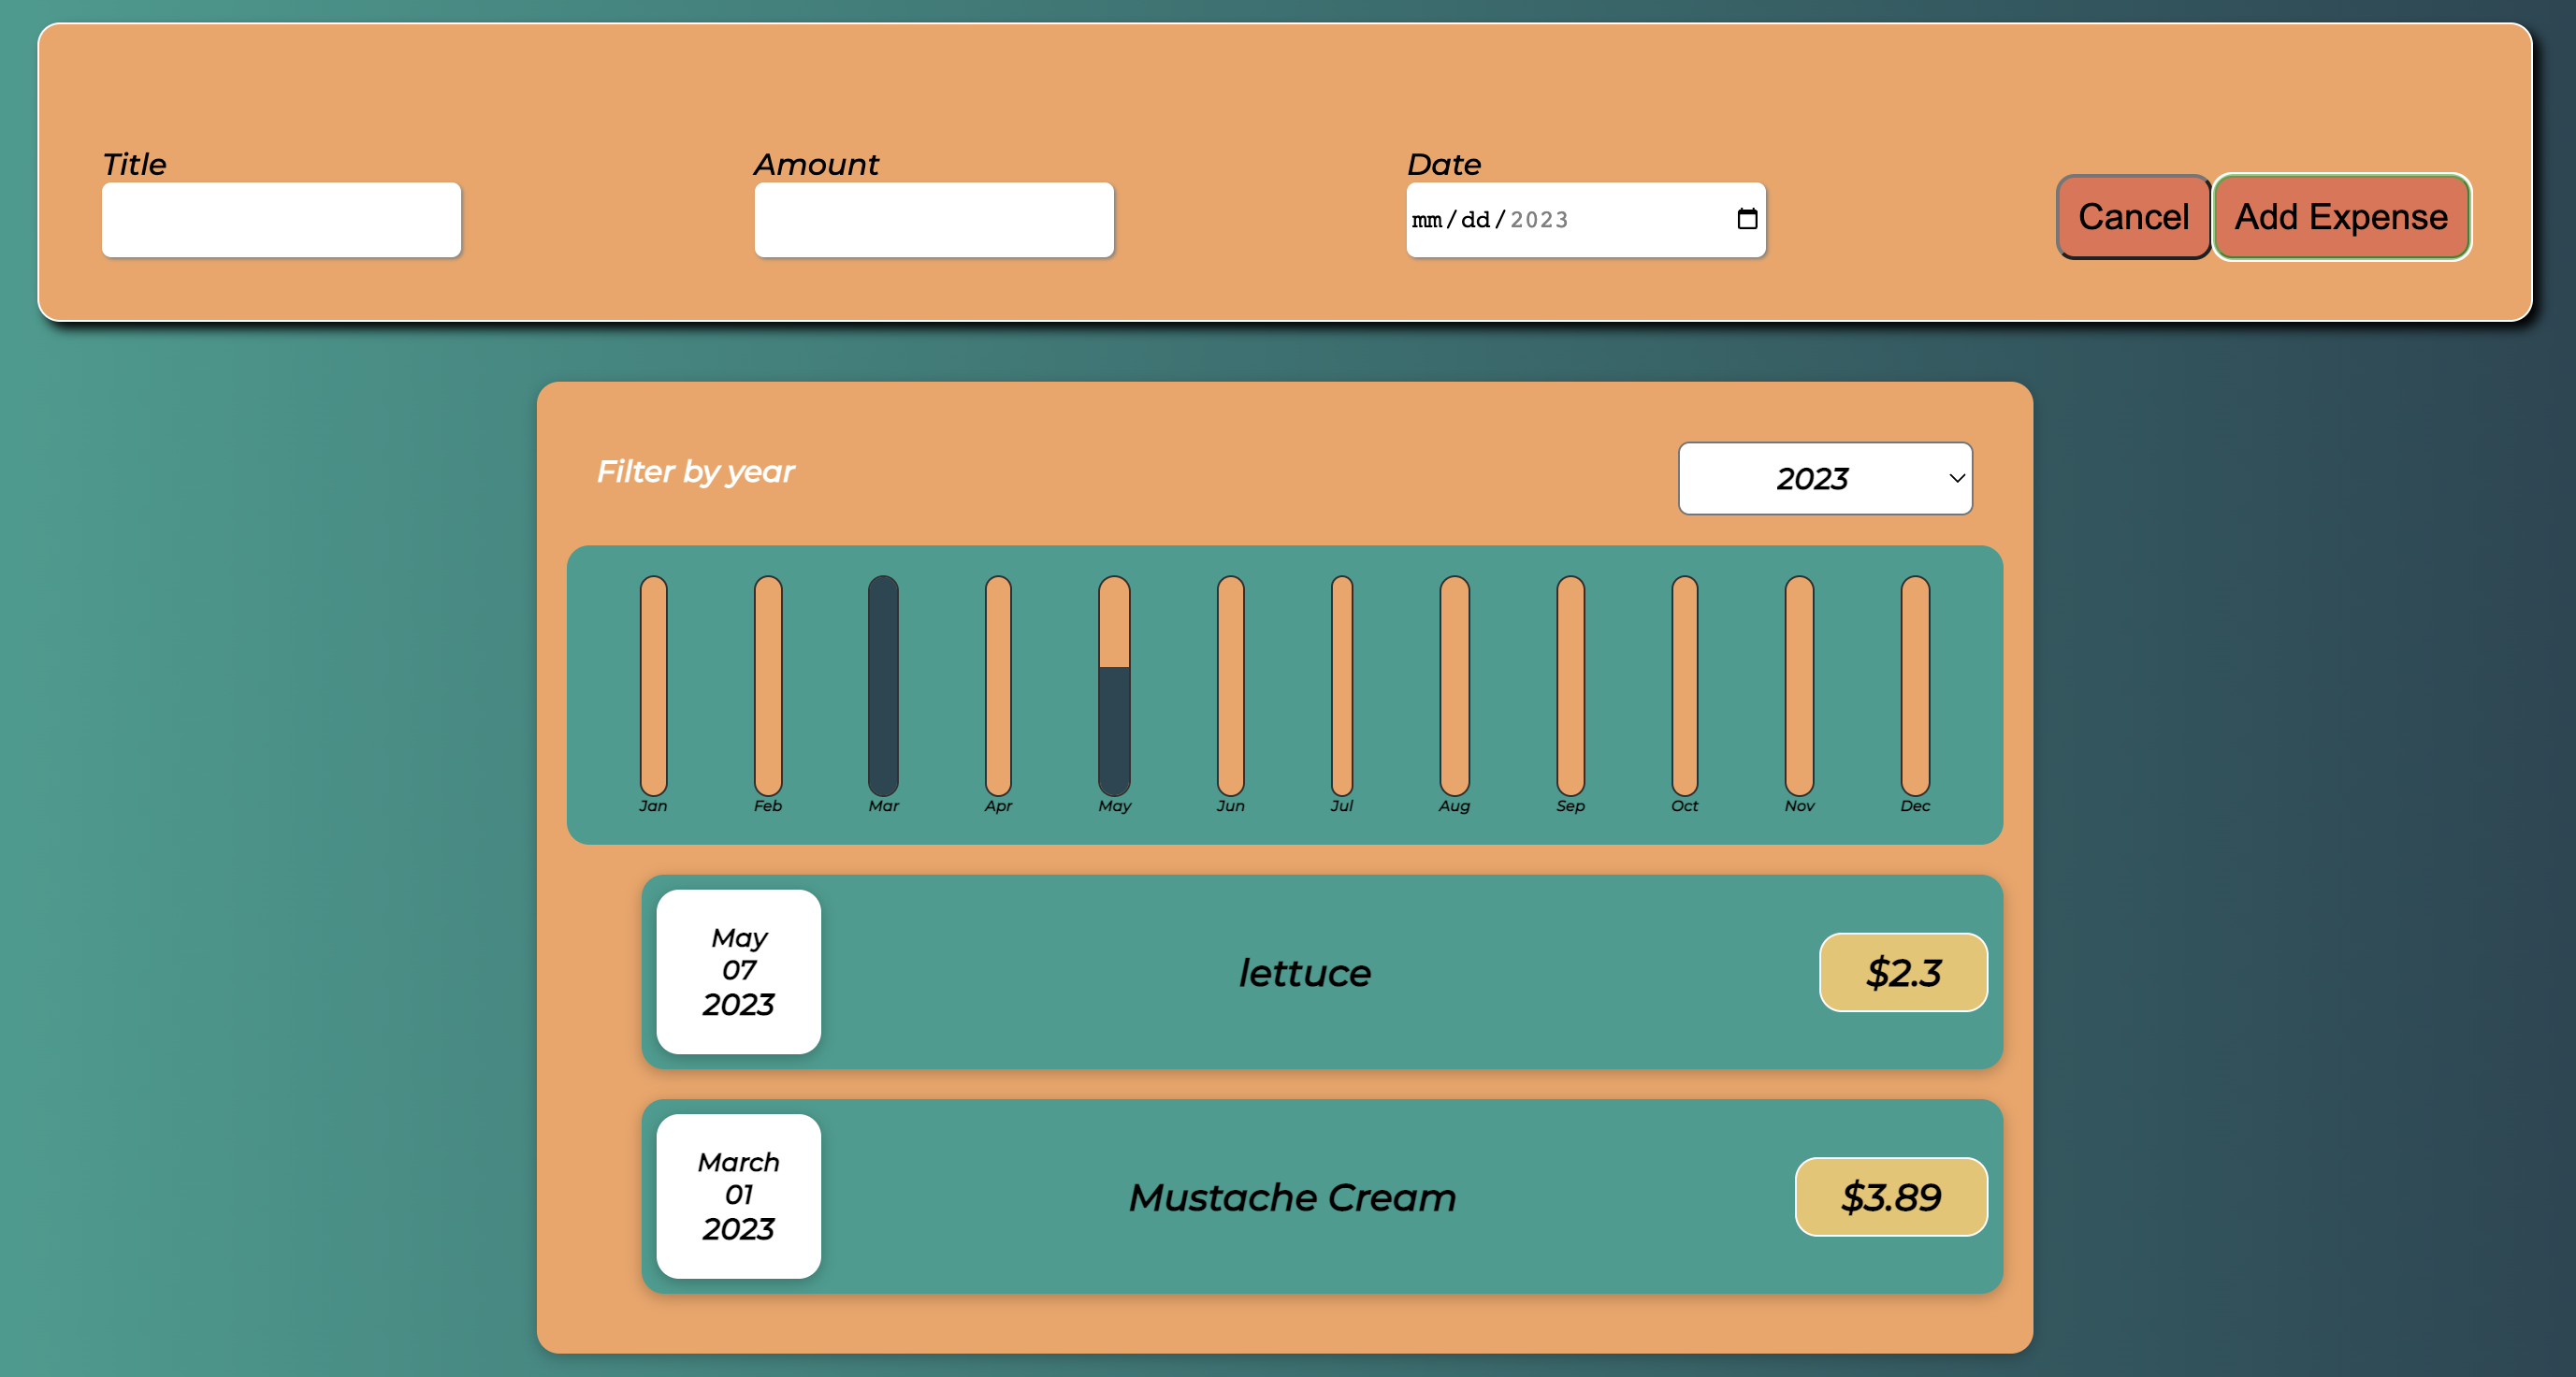 Title
Amount
Date
mm/dd/2023
Cancel
Add Expense
Filter by year
2023
Jan
Feb
Mar
Apr
May
Jun
Jul
Aug
Sep
Oct
Nov
Dec
May
07
2023
lettuce
$2.3
March
01
2023
Mustache Cream
$3.89